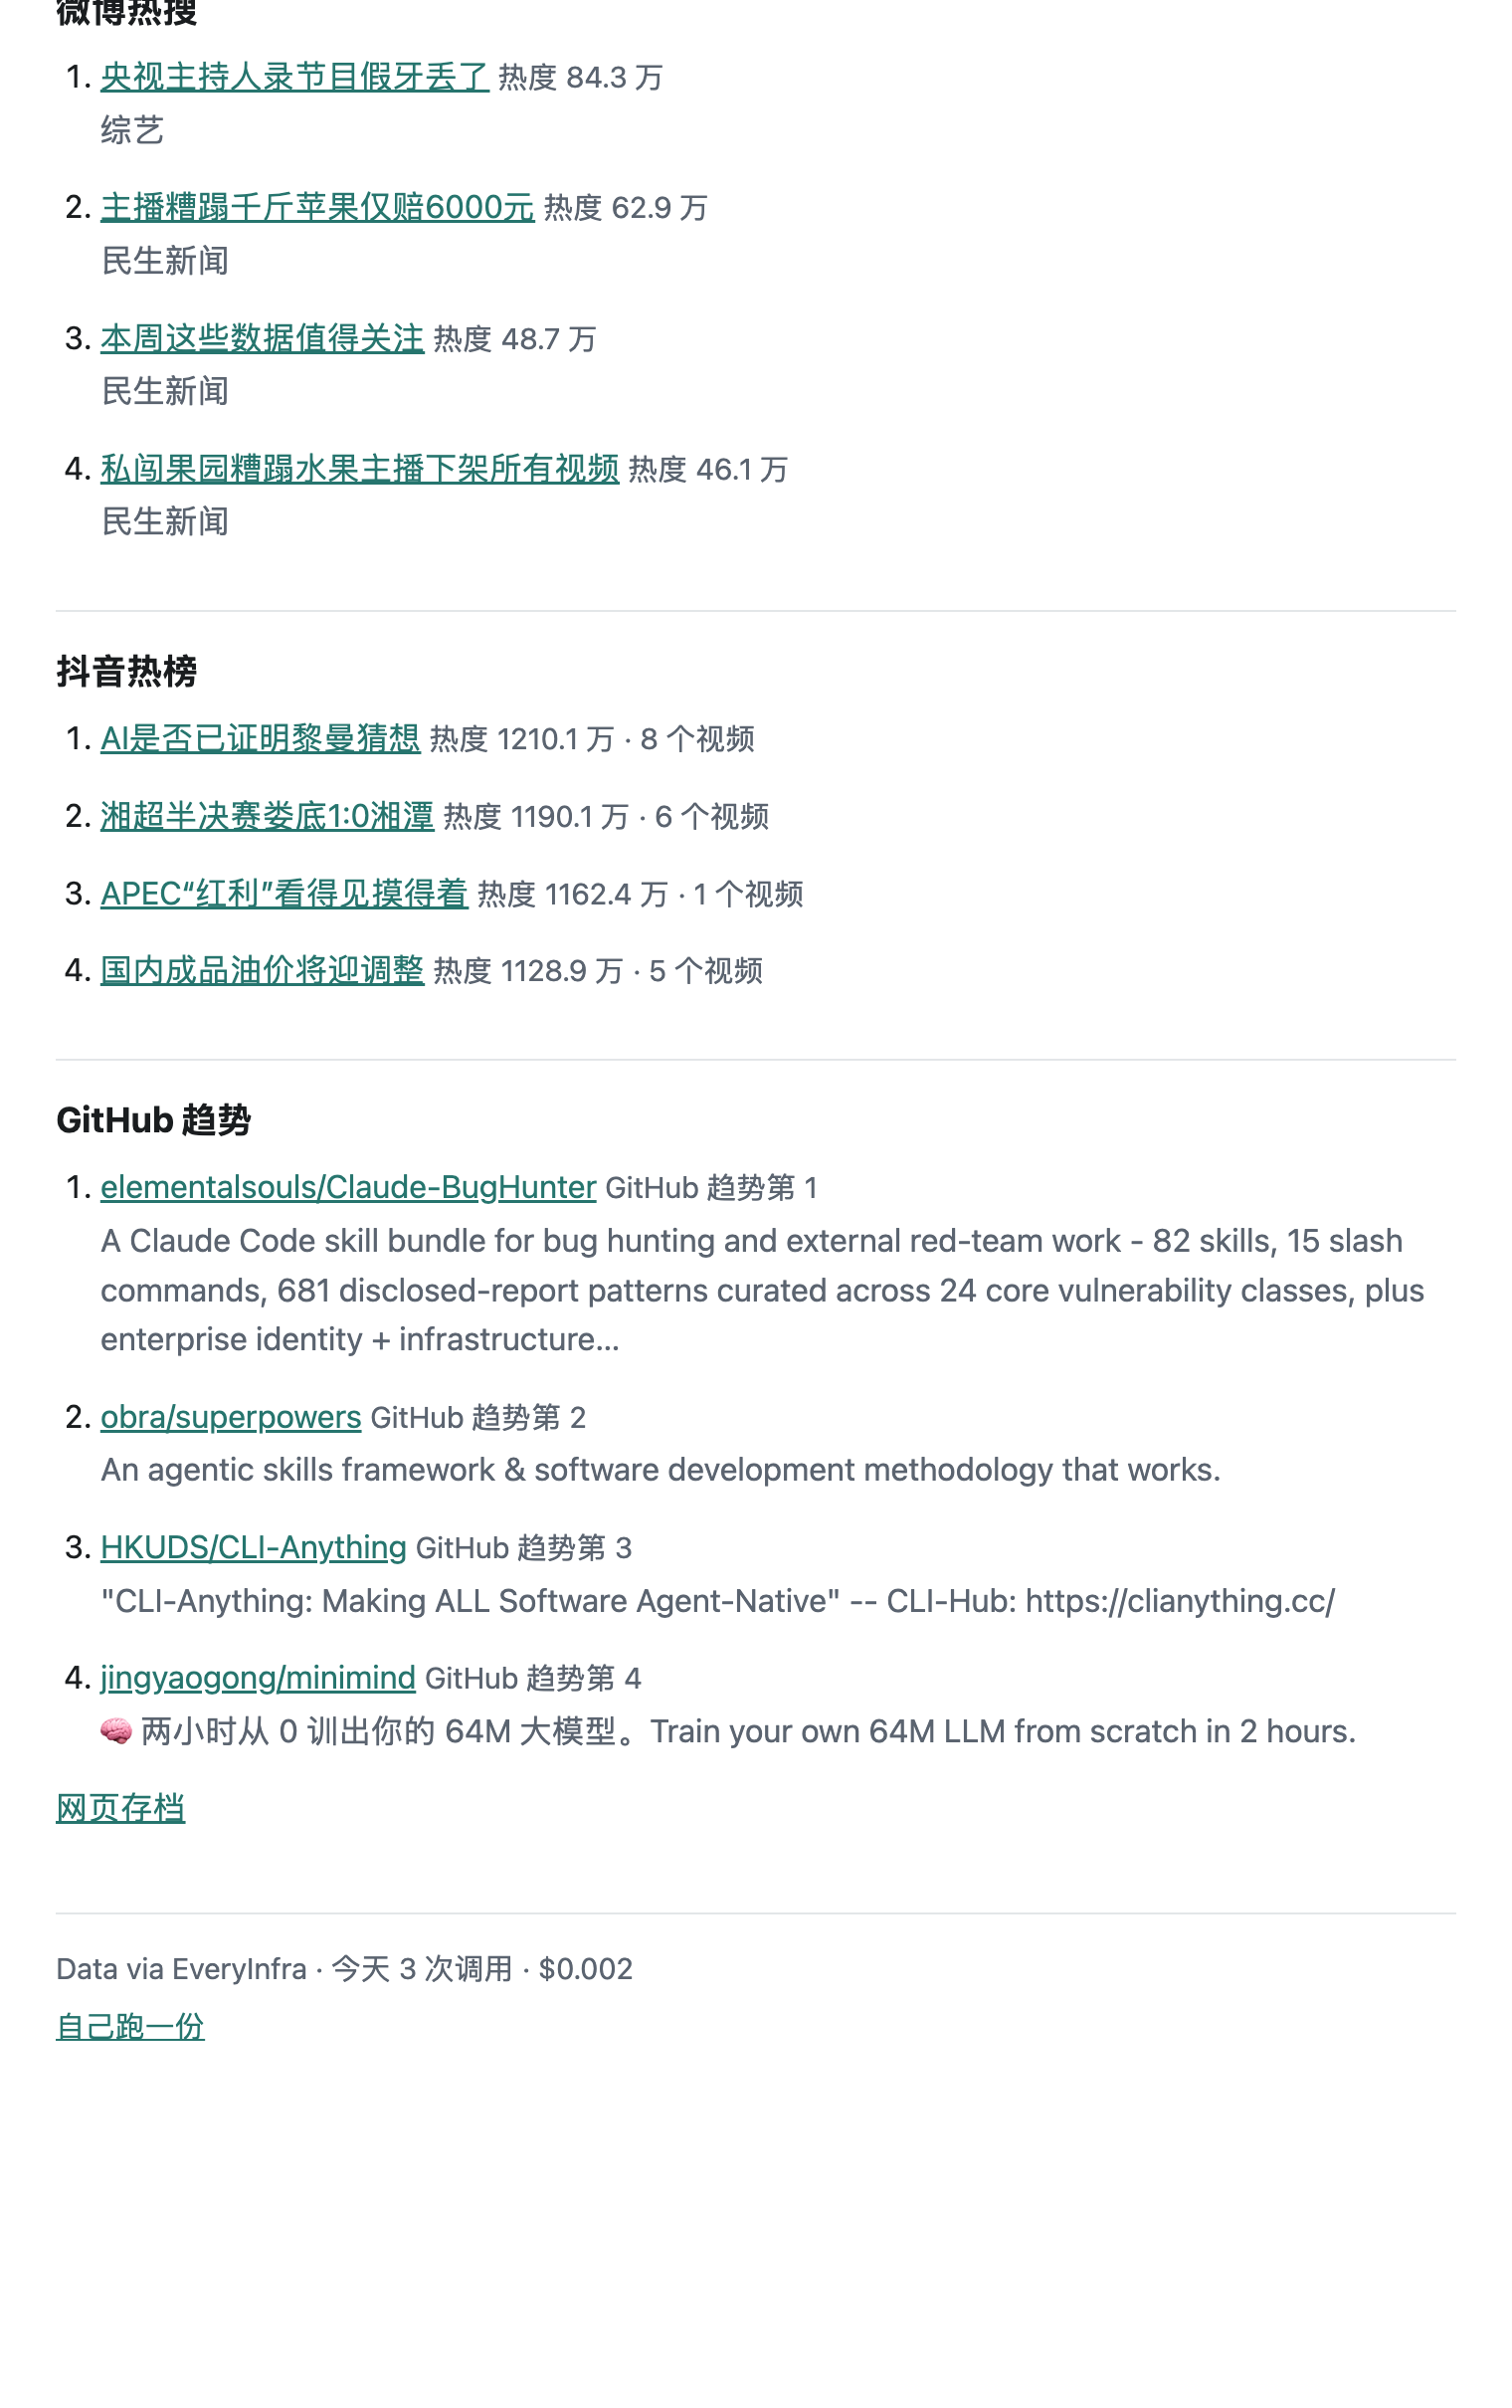 微博热搜
1. 央视主持人录节目假牙丢了 热度 84.3 万
综艺
2. 主播糟蹋千斤苹果仅赔6000元 热度 62.9 万
民生新闻
3. 本周这些数据值得关注 热度 48.7 万
民生新闻
4. 私闯果园糟蹋水果主播下架所有视频 热度 46.1 万
民生新闻
抖音热榜
1. AI是否已证明黎曼猜想 热度 1210.1 万 · 8 个视频
2. 湘超半决赛娄底1:0湘潭 热度 1190.1 万 · 6 个视频
3. APEC“红利”看得见摸得着 热度 1162.4 万 · 1 个视频
4. 国内成品油价将迎调整 热度 1128.9 万 · 5 个视频
GitHub 趋势
1. elementalsouls/Claude-BugHunter GitHub 趋势第 1
A Claude Code skill bundle for bug hunting and external red-team work - 82 skills, 15 slash
commands, 681 disclosed-report patterns curated across 24 core vulnerability classes, plus
enterprise identity + infrastructure...
2. obra/superpowers GitHub 趋势第 2
An agentic skills framework & software development methodology that works.
3. HKUDS/CLI-Anything GitHub 趋势第 3
"CLI-Anything: Making ALL Software Agent-Native" -- CLI-Hub: https://clianything.cc/
4. jingyaogong/minimind GitHub 趋势第 4
🧠 两小时从 0 训出你的 64M 大模型。Train your own 64M LLM from scratch in 2 hours.
网页存档
Data via EveryInfra · 今天 3 次调用 · $0.002
自己跑一份